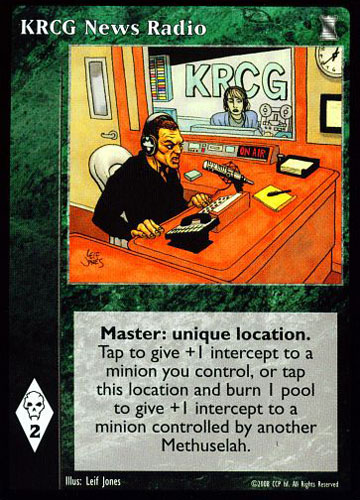 KRCG News Radio
KRCG
ON AIR
LEIF
JONES
Master: unique location.
Tap to give +1 intercept to a
minion you control, or tap
this location and burn 1 pool
to give +1 intercept to a
minion controlled by another
Methuselah.
2
Illus: Leif Jones
©2008 CCP hf. All Rights Reserved